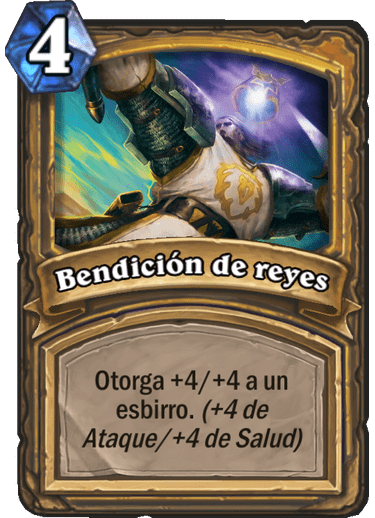 4
Bendición de reyes
Otorga +4/+4 a un
esbirro. (+4 de
Ataque/+4 de Salud)